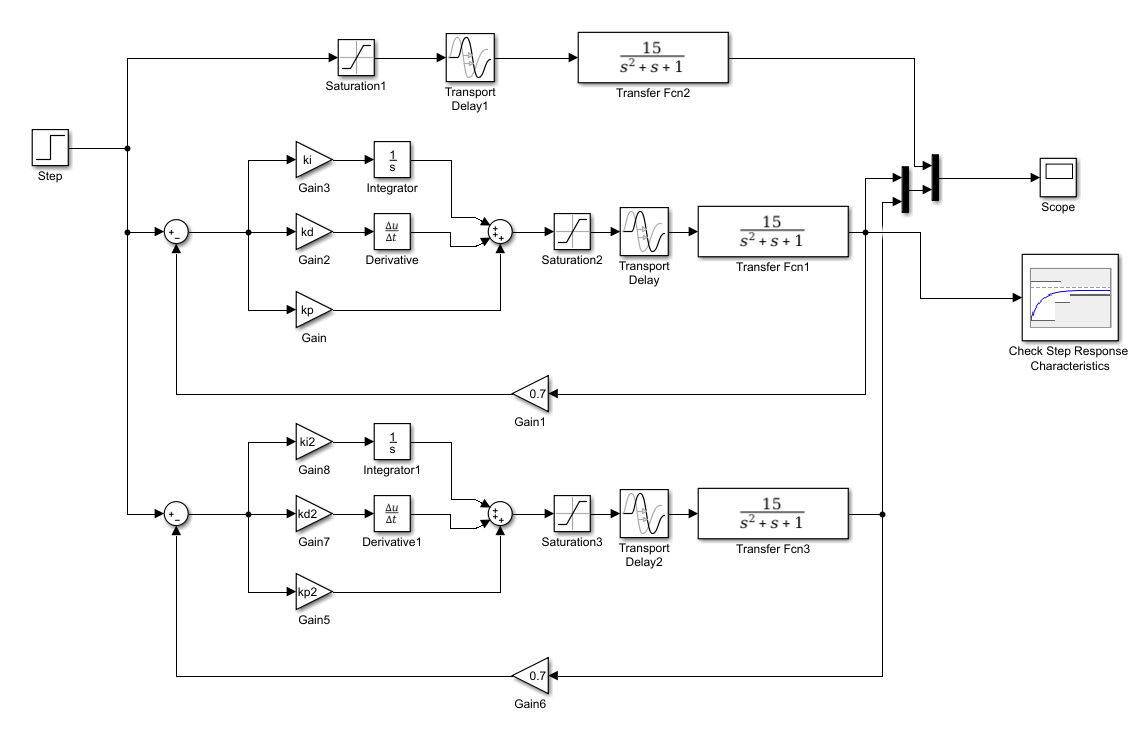 15
s² + s + 1
Saturation1
Transport
Delay1
Transfer Fcn2
Step
ki
1
s
Gain3
Integrator
Scope
+
−
kd
Δu
Δt
+
+
+
15
s² + s + 1
Gain2
Derivative
Saturation2
Transport
Delay
Transfer Fcn1
kp
Gain
Check Step Response
Characteristics
0.7
Gain1
ki2
1
s
Gain8
Integrator1
+
−
kd2
Δu
Δt
+
+
+
15
s² + s + 1
Gain7
Derivative1
Saturation3
Transport
Delay2
Transfer Fcn3
kp2
Gain5
0.7
Gain6